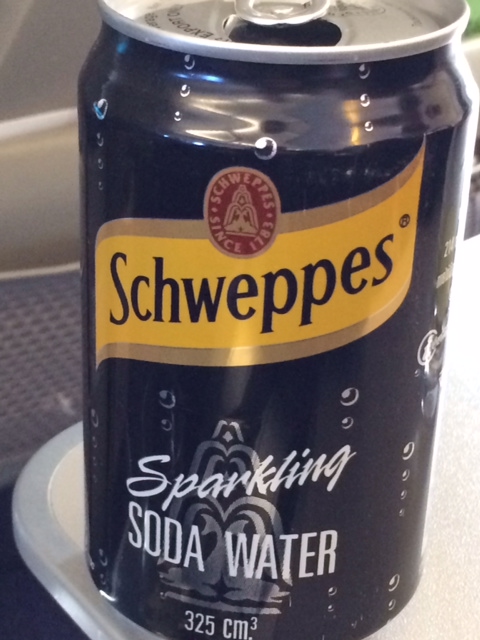 SCHWEPPES
SINCE 1783
Schweppes®
Sparkling
SODA WATER
325 cm³